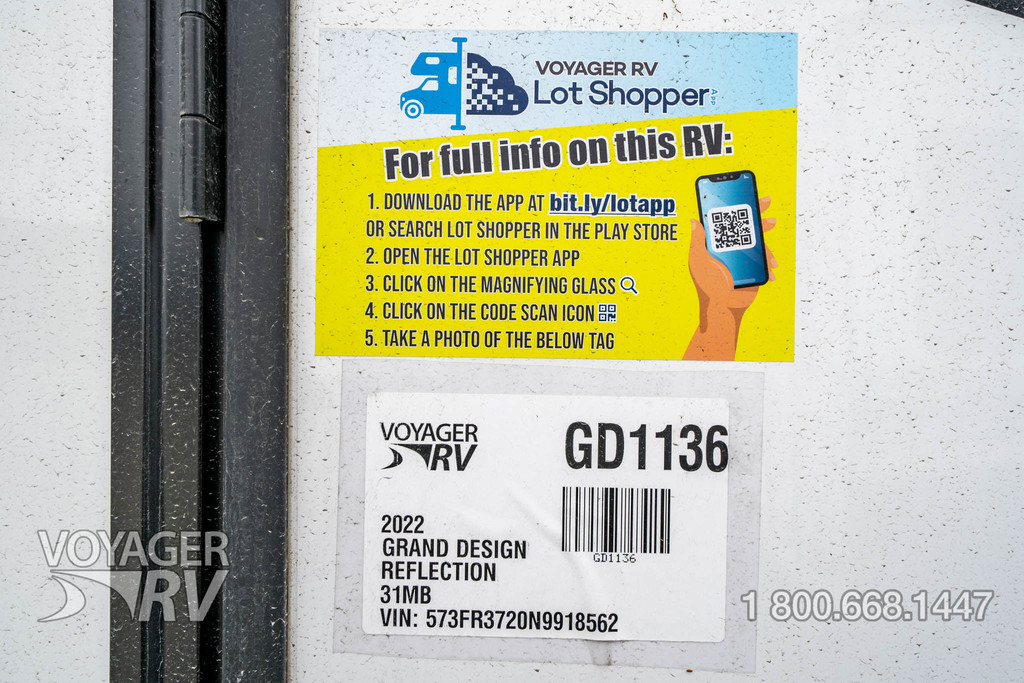 VOYAGER RV
Lot Shopper App
For full info on this RV:
1. DOWNLOAD THE APP AT bit.ly/lotapp
OR SEARCH LOT SHOPPER IN THE PLAY STORE
2. OPEN THE LOT SHOPPER APP
3. CLICK ON THE MAGNIFYING GLASS
4. CLICK ON THE CODE SCAN ICON
5. TAKE A PHOTO OF THE BELOW TAG
VOYAGER
RV
GD1136
GD1136
2022
GRAND DESIGN
REFLECTION
31MB
VIN: 573FR3720N9918562
VOYAGER
RV
1 800.668.1447